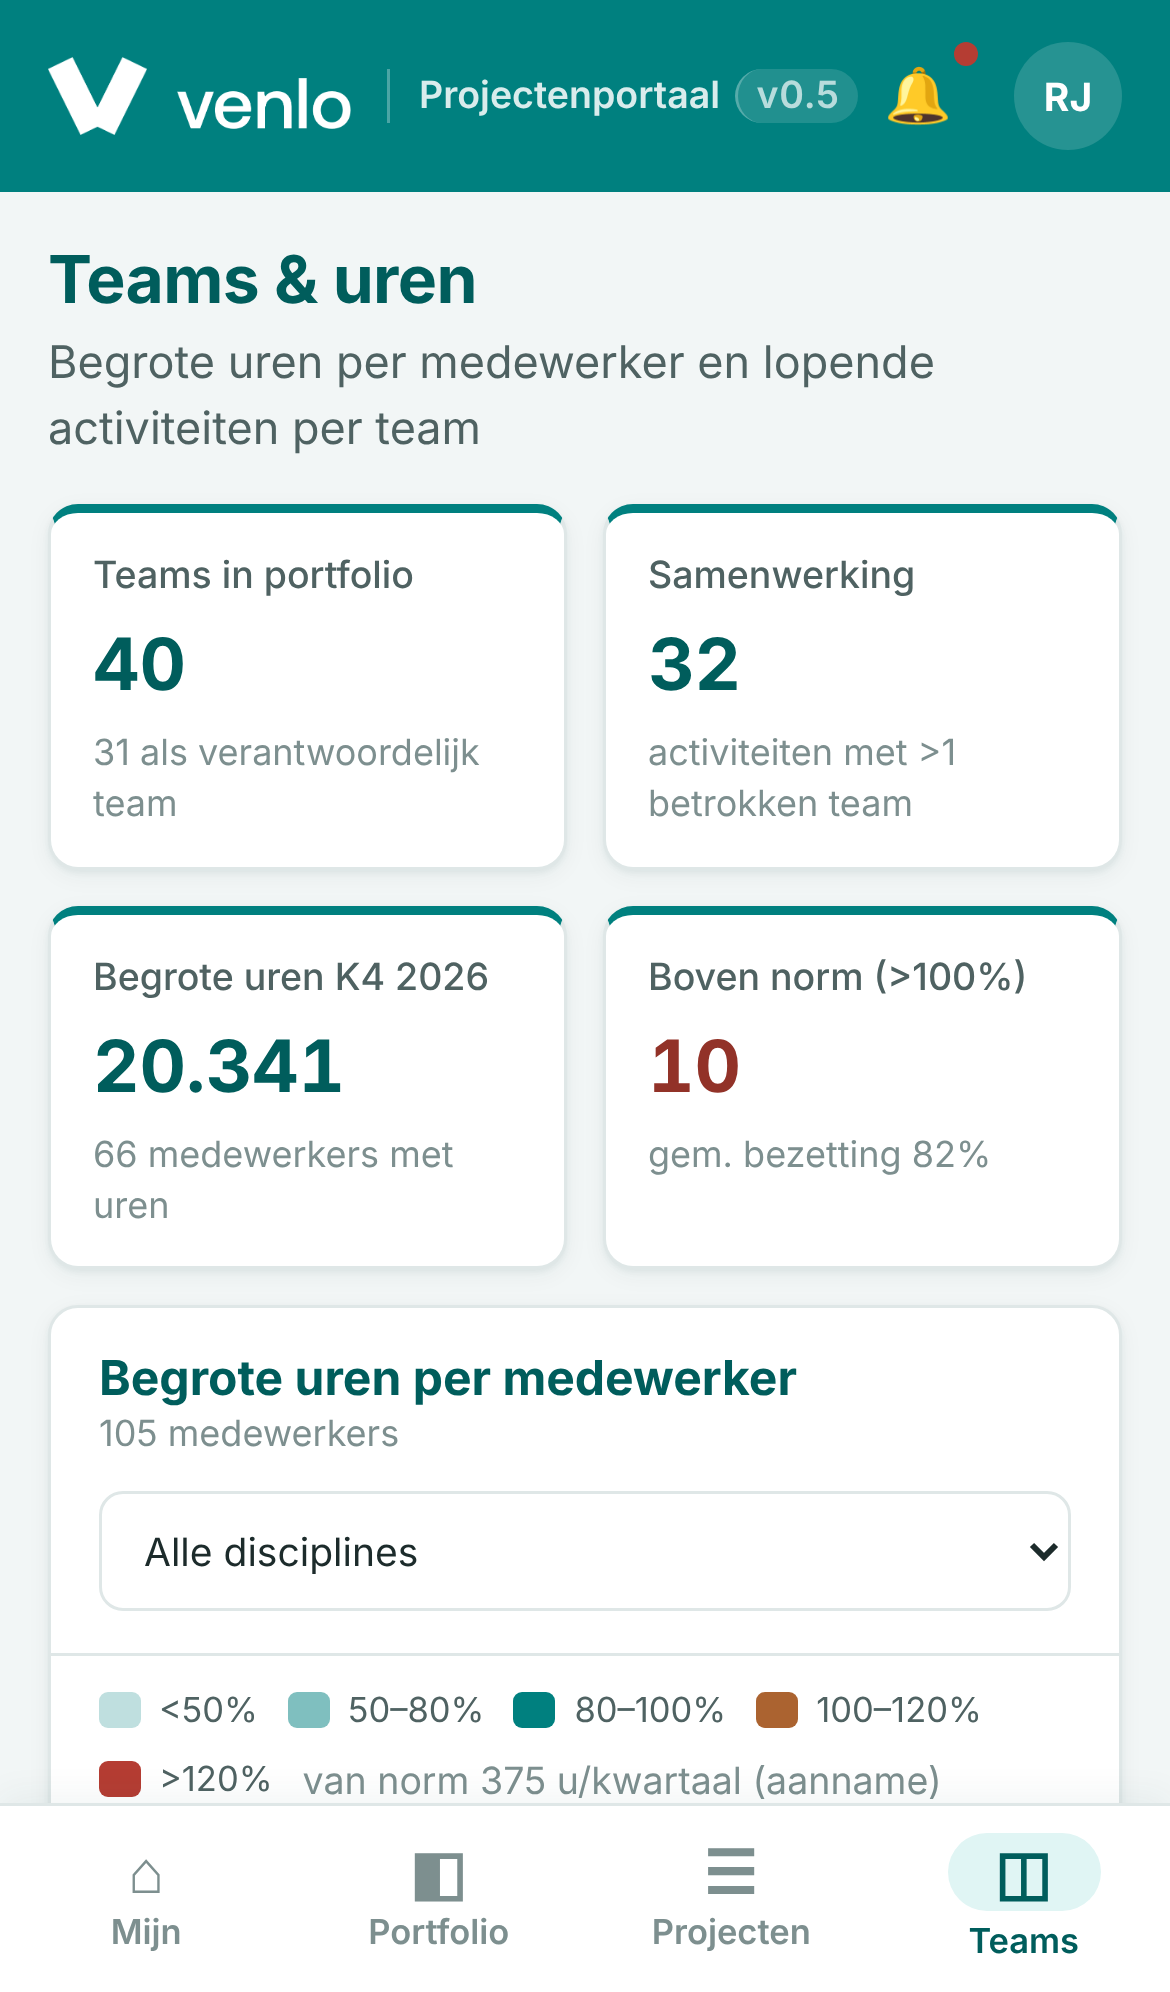 venlo
Projectenportaal v0.5
RJ
Teams & uren
Begrote uren per medewerker en lopende
activiteiten per team
Teams in portfolio
40
31 als verantwoordelijk
team
Samenwerking
32
activiteiten met >1
betrokken team
Begrote uren K4 2026
20.341
66 medewerkers met
uren
Boven norm (>100%)
10
gem. bezetting 82%
Begrote uren per medewerker
105 medewerkers
Alle disciplines
<50% 50–80% 80–100% 100–120%
>120% van norm 375 u/kwartaal (aanname)
Mijn
Portfolio
Projecten
Teams